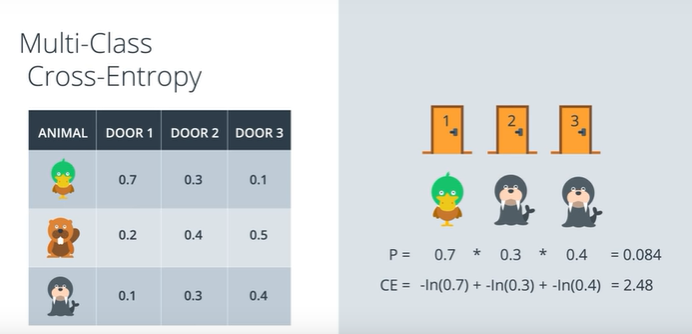 Multi-Class
Cross-Entropy
ANIMAL DOOR 1 DOOR 2 DOOR 3
0.7 0.3 0.1
0.2 0.4 0.5
0.1 0.3 0.4
1 2 3
P = 0.7 * 0.3 * 0.4 = 0.084
CE = -ln(0.7) + -ln(0.3) + -ln(0.4) = 2.48